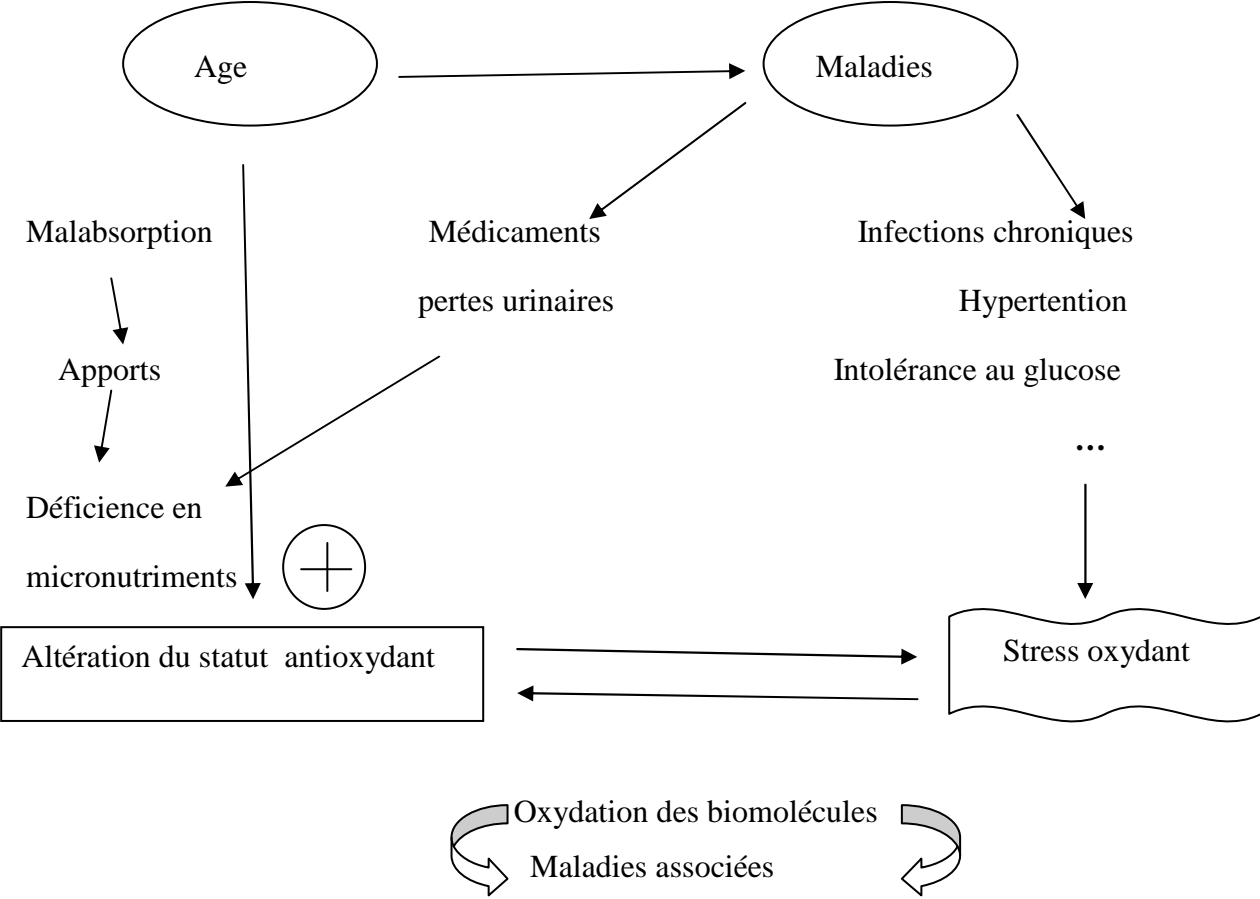 Age
Maladies
Malabsorption
Médicaments
Infections chroniques
pertes urinaires
Hypertention
Apports
Intolérance au glucose
...
Déficience en
micronutriments
Altération du statut antioxydant
Stress oxydant
Oxydation des biomolécules
Maladies associées